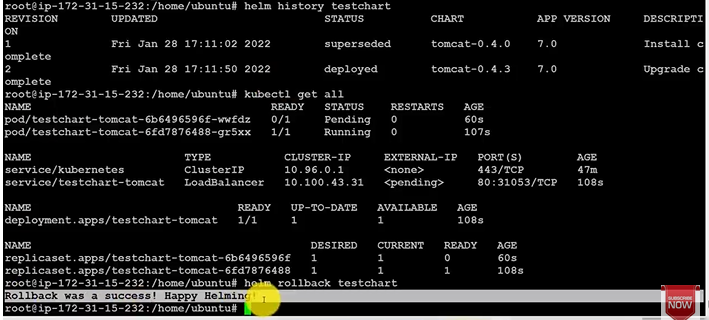 root@ip-172-31-15-232:/home/ubuntu# helm history testchart
REVISION UPDATED STATUS CHART APP VERSION DESCRIPTI
ON
1 Fri Jan 28 17:11:02 2022 superseded tomcat-0.4.0 7.0 Install c
omplete
2 Fri Jan 28 17:11:50 2022 deployed tomcat-0.4.3 7.0 Upgrade c
omplete
root@ip-172-31-15-232:/home/ubuntu# kubectl get all
NAME READY STATUS RESTARTS AGE
pod/testchart-tomcat-6b6496596f-wwfdz 0/1 Pending 0 60s
pod/testchart-tomcat-6fd7876488-gr5xx 1/1 Running 0 107s
NAME TYPE CLUSTER-IP EXTERNAL-IP PORT(S) AGE
service/kubernetes ClusterIP 10.96.0.1 <none> 443/TCP 47m
service/testchart-tomcat LoadBalancer 10.100.43.31 <pending> 80:31053/TCP 108s
NAME READY UP-TO-DATE AVAILABLE AGE
deployment.apps/testchart-tomcat 1/1 1 1 108s
NAME DESIRED CURRENT READY AGE
replicaset.apps/testchart-tomcat-6b6496596f 1 1 0 60s
replicaset.apps/testchart-tomcat-6fd7876488 1 1 1 108s
root@ip-172-31-15-232:/home/ubuntu# helm rollback testchart
Rollback was a success! Happy Helming!
root@ip-172-31-15-232:/home/ubuntu#
SUBSCRIBE
NOW